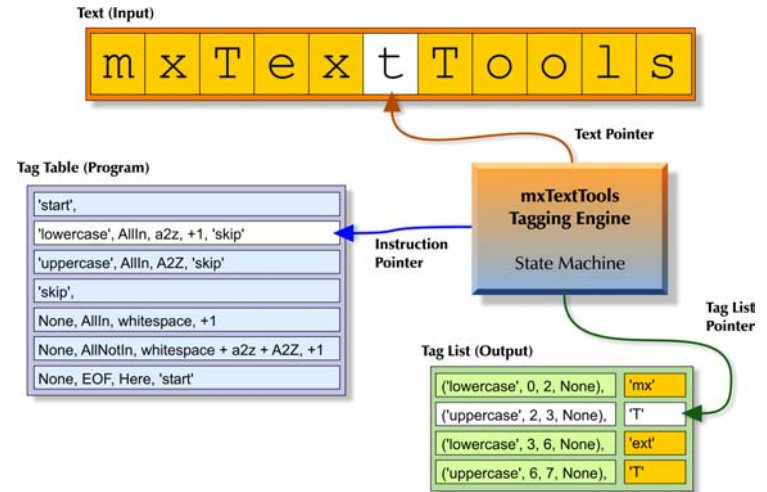 Text (Input)
m x T e x t T o o l s
Text Pointer
Tag Table (Program)
'start',
'lowercase', AllIn, a2z, +1, 'skip'
'uppercase', AllIn, A2Z, 'skip'
'skip',
None, AllIn, whitespace, +1
None, AllNotIn, whitespace + a2z + A2Z, +1
None, EOF, Here, 'start'
Instruction
Pointer
mxTextTools
Tagging Engine
State Machine
Tag List
Pointer
Tag List (Output)
('lowercase', 0, 2, None), 'mx'
('uppercase', 2, 3, None), 'T'
('lowercase', 3, 6, None), 'ext'
('uppercase', 6, 7, None), 'T'